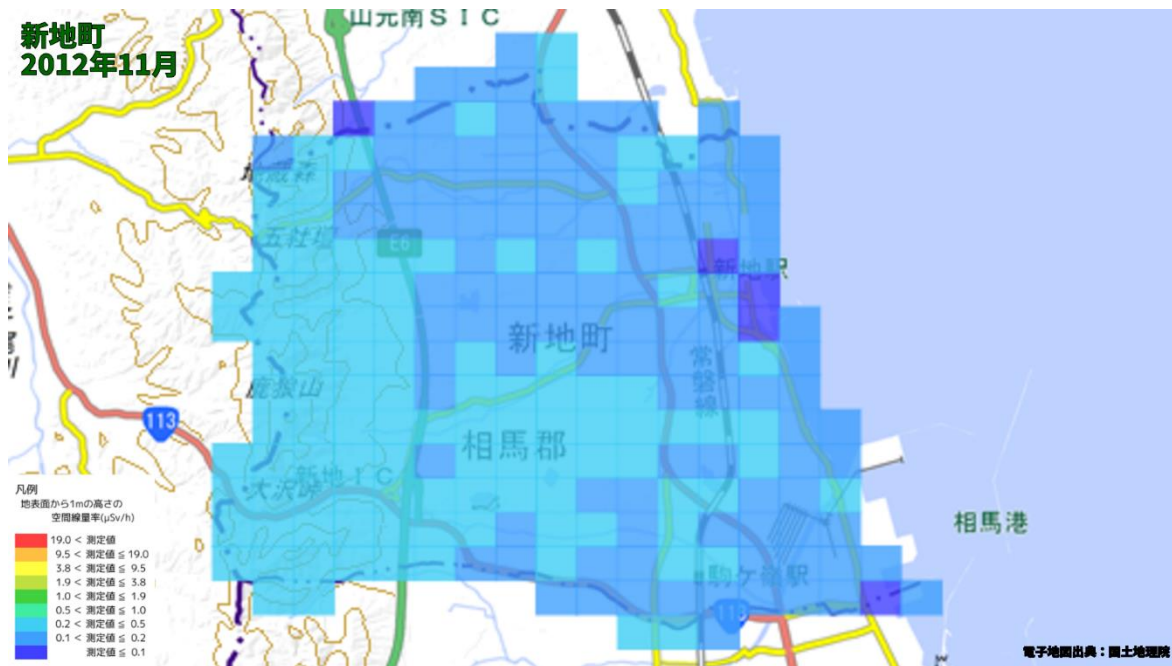 新地町
2012年11月
山元南SIC
五社壇
E6
新地駅
新地町
常磐線
鹿狼山
113
相馬郡
新地IC
大沢峠
相馬港
駒ケ嶺駅
113
凡例
地表面から1mの高さの
空間線量率(μSv/h)
19.0 < 測定値
9.5 < 測定値 ≦ 19.0
3.8 < 測定値 ≦ 9.5
1.9 < 測定値 ≦ 3.8
1.0 < 測定値 ≦ 1.9
0.5 < 測定値 ≦ 1.0
0.2 < 測定値 ≦ 0.5
0.1 < 測定値 ≦ 0.2
測定値 ≦ 0.1
電子地図出典：国土地理院